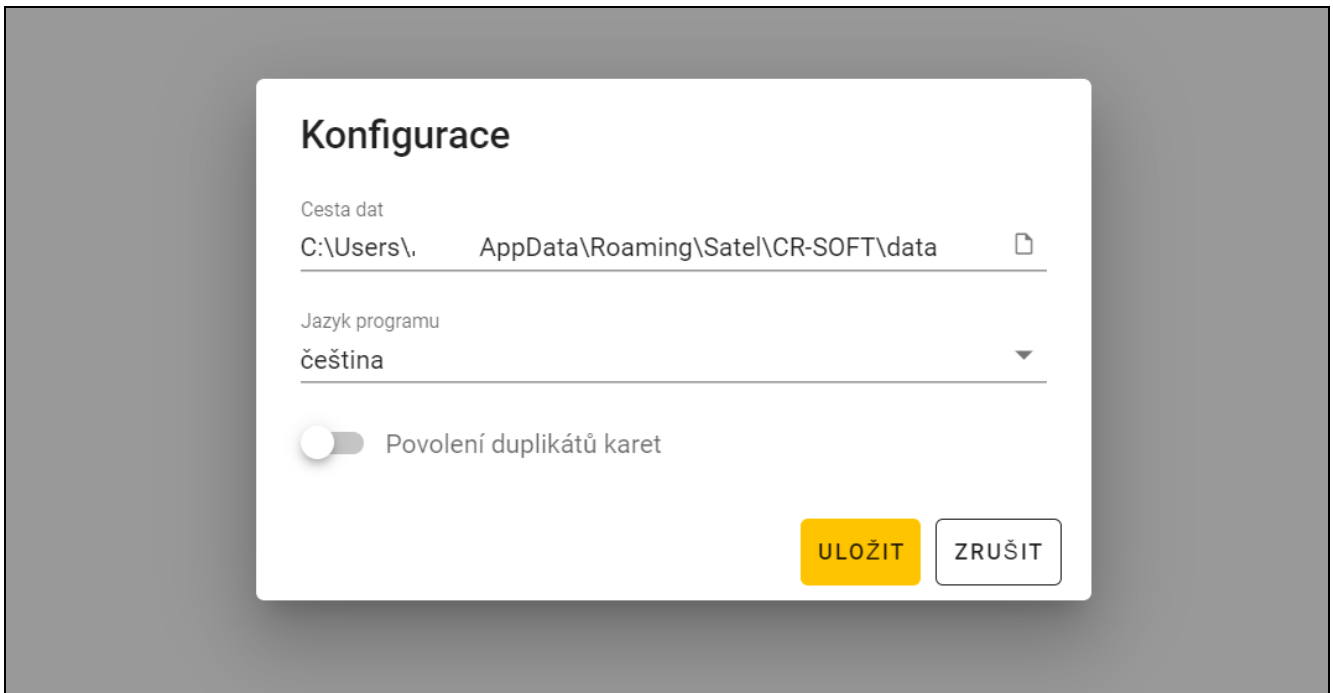 Konfigurace
Cesta dat
C:\Users\. AppData\Roaming\Satel\CR-SOFT\data
Jazyk programu
čeština
Povolení duplikátů karet
ULOŽIT ZRUŠIT